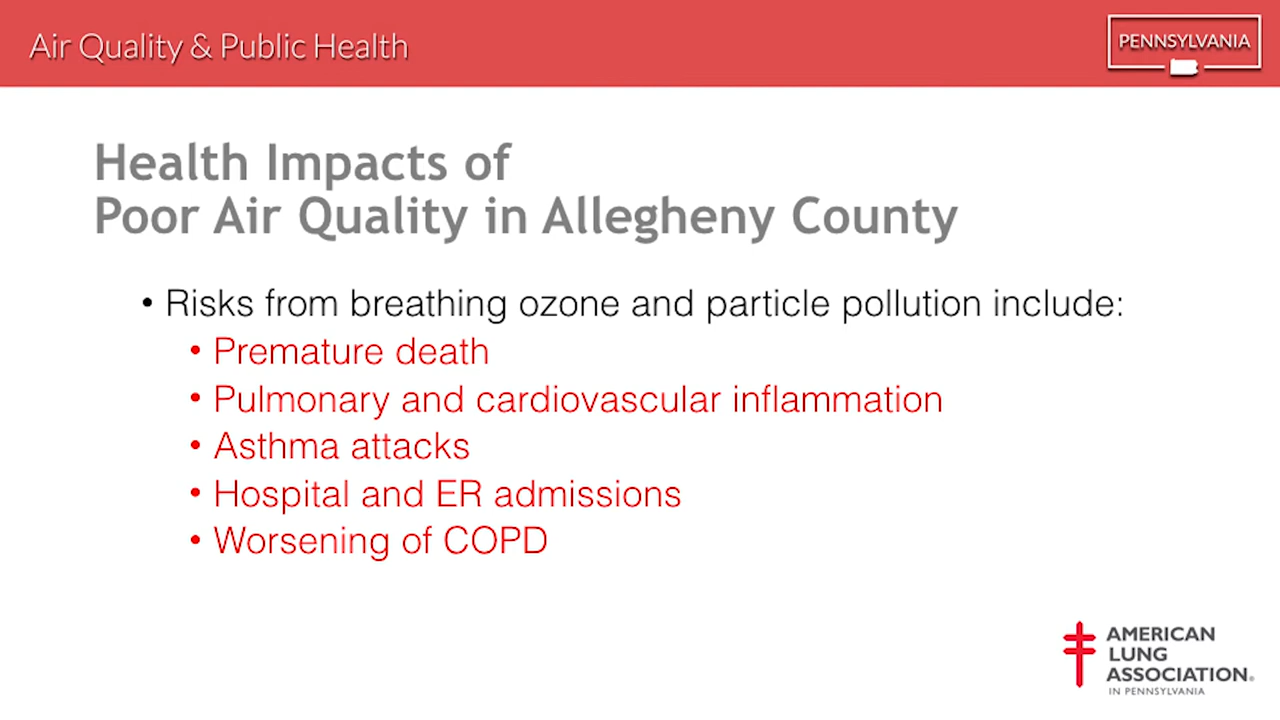 Air Quality & Public Health
PENNSYLVANIA
Health Impacts of
Poor Air Quality in Allegheny County
• Risks from breathing ozone and particle pollution include:
• Premature death
• Pulmonary and cardiovascular inflammation
• Asthma attacks
• Hospital and ER admissions
• Worsening of COPD
AMERICAN
LUNG
ASSOCIATION®
IN PENNSYLVANIA